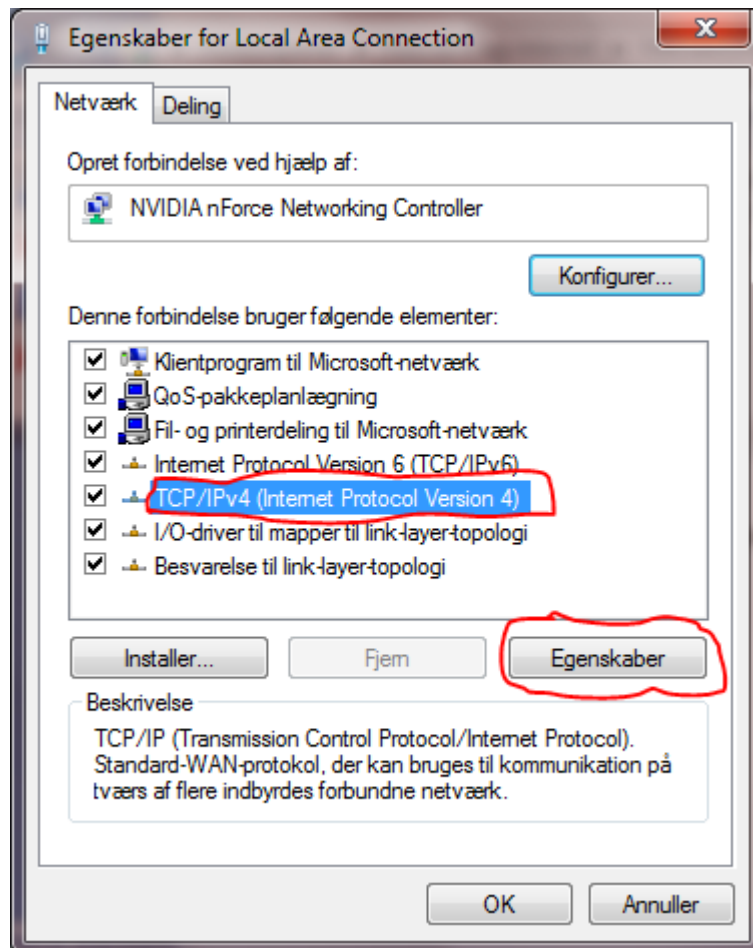 Egenskaber for Local Area Connection
Netværk
Deling
Opret forbindelse ved hjælp af:
NVIDIA nForce Networking Controller
Konfigurer...
Denne forbindelse bruger følgende elementer:
Klientprogram til Microsoft-netværk
QoS-pakkeplanlægning
Fil- og printerdeling til Microsoft-netværk
Internet Protocol Version 6 (TCP/IPv6)
TCP/IPv4 (Internet Protocol Version 4)
I/O-driver til mapper til link-layer-topologi
Besvarelse til link-layer-topologi
Installer...
Fjern
Egenskaber
Beskrivelse
TCP/IP (Transmission Control Protocol/Internet Protocol).
Standard-WAN-protokol, der kan bruges til kommunikation på
tværs af flere indbyrdes forbundne netværk.
OK
Annuller